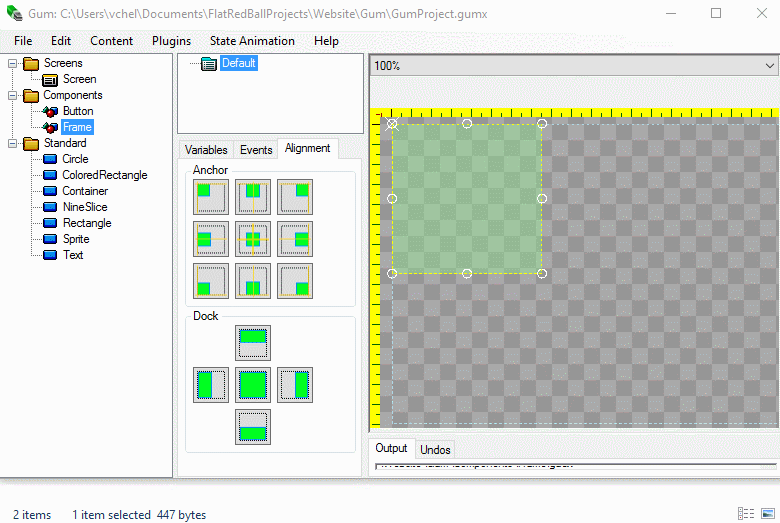 Gum: C:\Users\vchel\Documents\FlatRedBallProjects\Website\Gum\GumProject.gumx
File Edit Content Plugins State Animation Help
Screens
Screen
Components
Button
Frame
Standard
Circle
ColoredRectangle
Container
NineSlice
Rectangle
Sprite
Text
Default
Variables Events Alignment
Anchor
Dock
100%
Output Undos
2 items 1 item selected 447 bytes